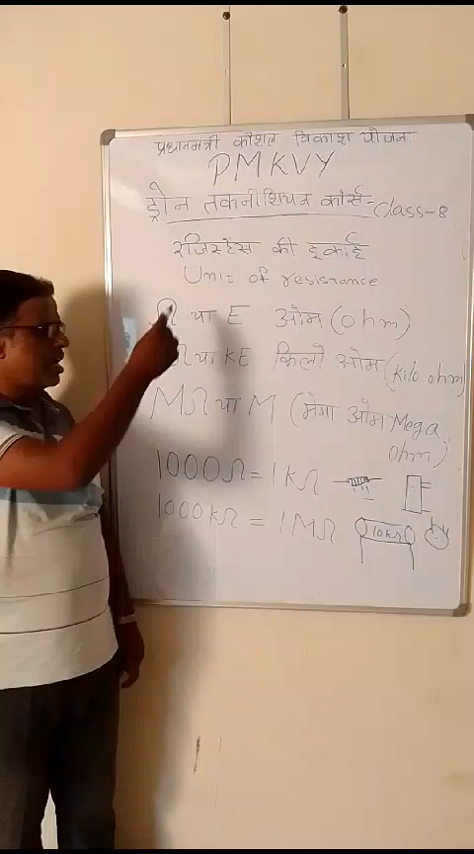 प्रधानमंत्री कौशल विकाश योजना
PMKVY
ड्रोन तकनीशियन कोर्स- Class-8
रजिस्टेंस की इकाई
Unit of resisnance
Ω या E ओम (ohm)
Ω या KE किलो ओम (kilo ohm)
MΩ या M (मेगा ओम Mega
ohm)
1000Ω = 1KΩ
1000KΩ = 1MΩ
10KΩ